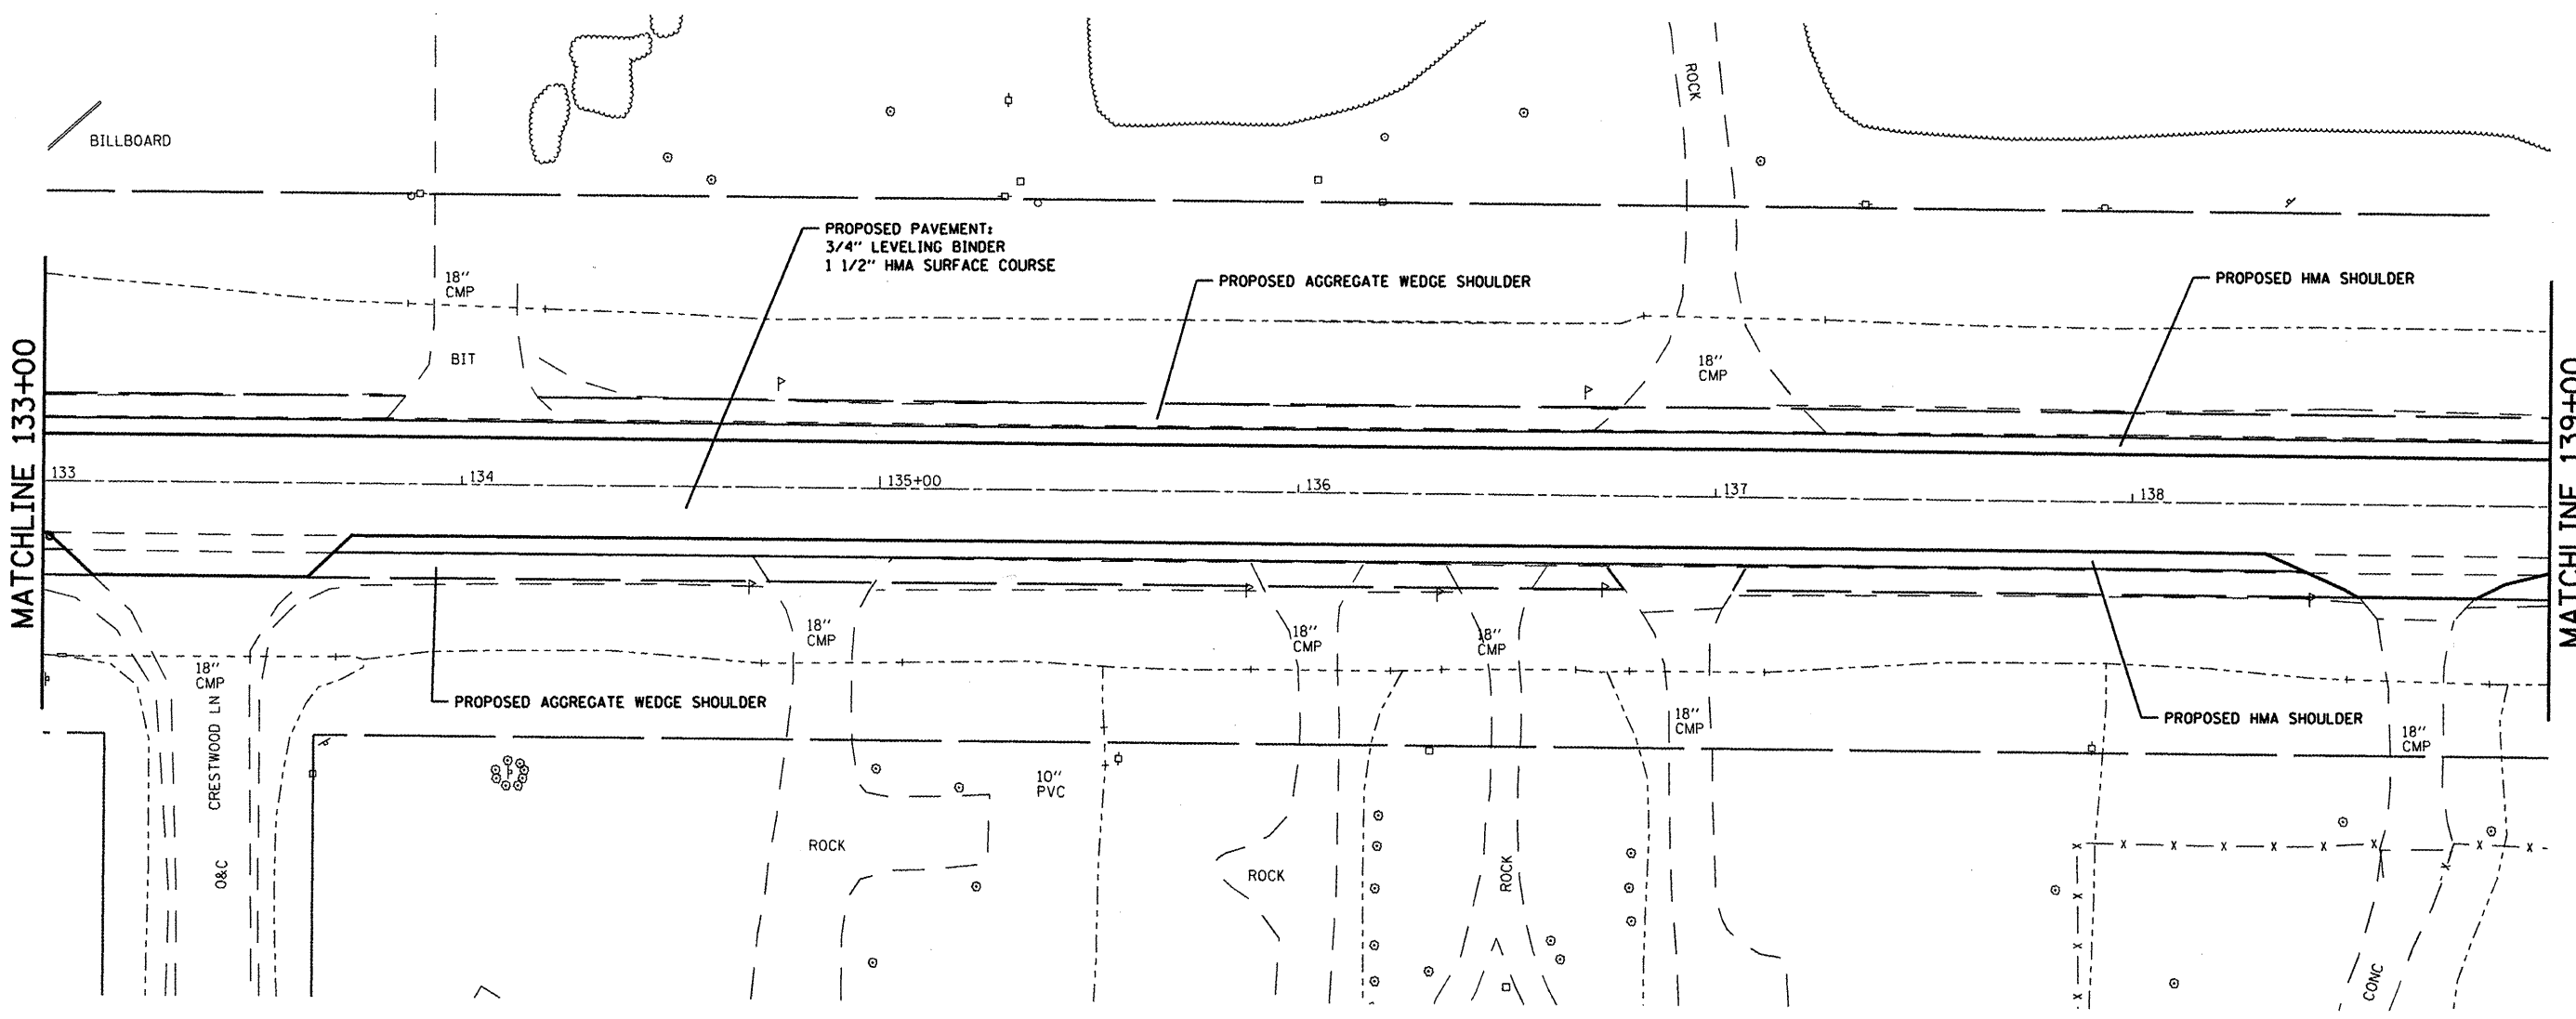 ROCK
BILLBOARD
PROPOSED PAVEMENT:
3/4" LEVELING BINDER
1 1/2" HMA SURFACE COURSE
18"
CMP
PROPOSED AGGREGATE WEDGE SHOULDER
PROPOSED HMA SHOULDER
BIT
18"
CMP
MATCHLINE 133+00
MATCHLINE 139+00
133
134
135+00
136
137
138
18"
CMP
18"
CMP
18"
CMP
18"
CMP
CRESTWOOD LN
PROPOSED AGGREGATE WEDGE SHOULDER
18"
CMP
PROPOSED HMA SHOULDER
18"
CMP
10"
PVC
O&C
ROCK
ROCK
ROCK
CONC